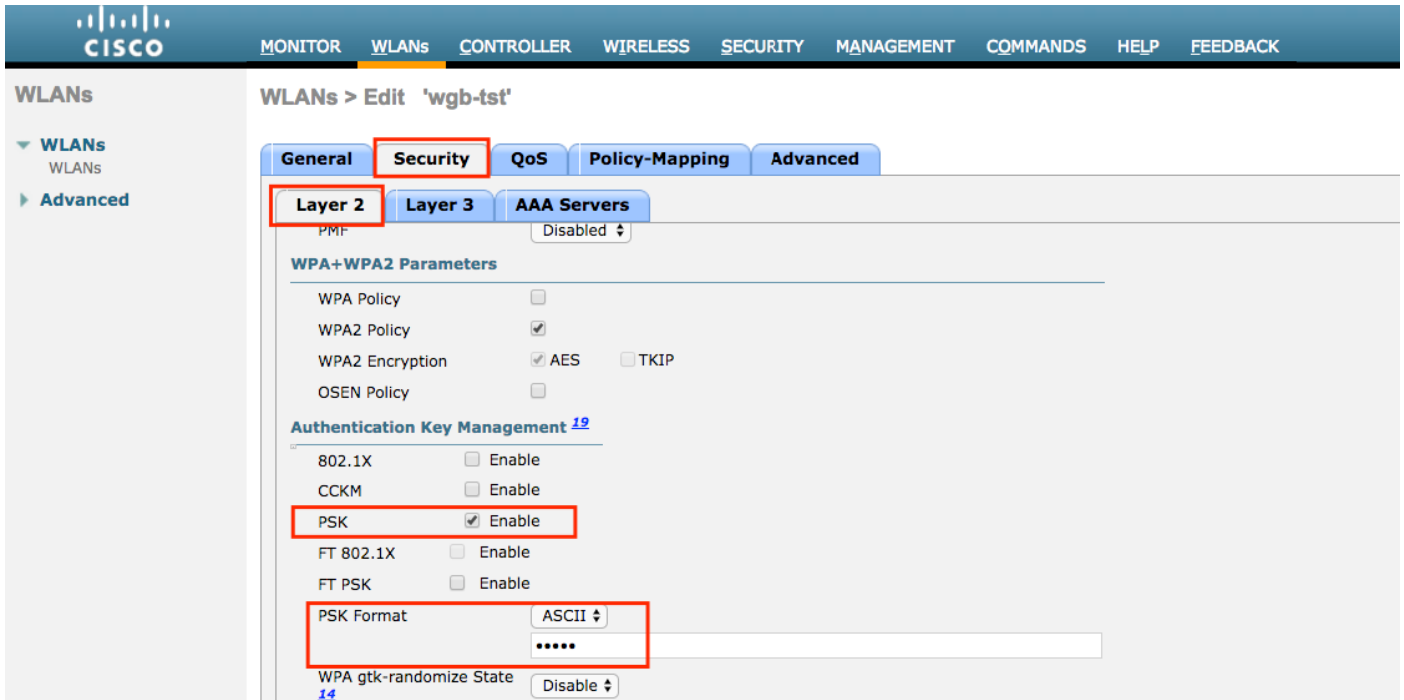 CISCO
MONITOR WLANs CONTROLLER WIRELESS SECURITY MANAGEMENT COMMANDS HELP FEEDBACK
WLANs
WLANs
WLANs
Advanced
WLANs > Edit 'wgb-tst'
General Security QoS Policy-Mapping Advanced
Layer 2 Layer 3 AAA Servers
PMF Disabled
WPA+WPA2 Parameters
WPA Policy
WPA2 Policy
WPA2 Encryption AES TKIP
OSEN Policy
Authentication Key Management 19
802.1X Enable
CCKM Enable
PSK Enable
FT 802.1X Enable
FT PSK Enable
PSK Format ASCII
•••••
WPA gtk-randomize State Disable
14